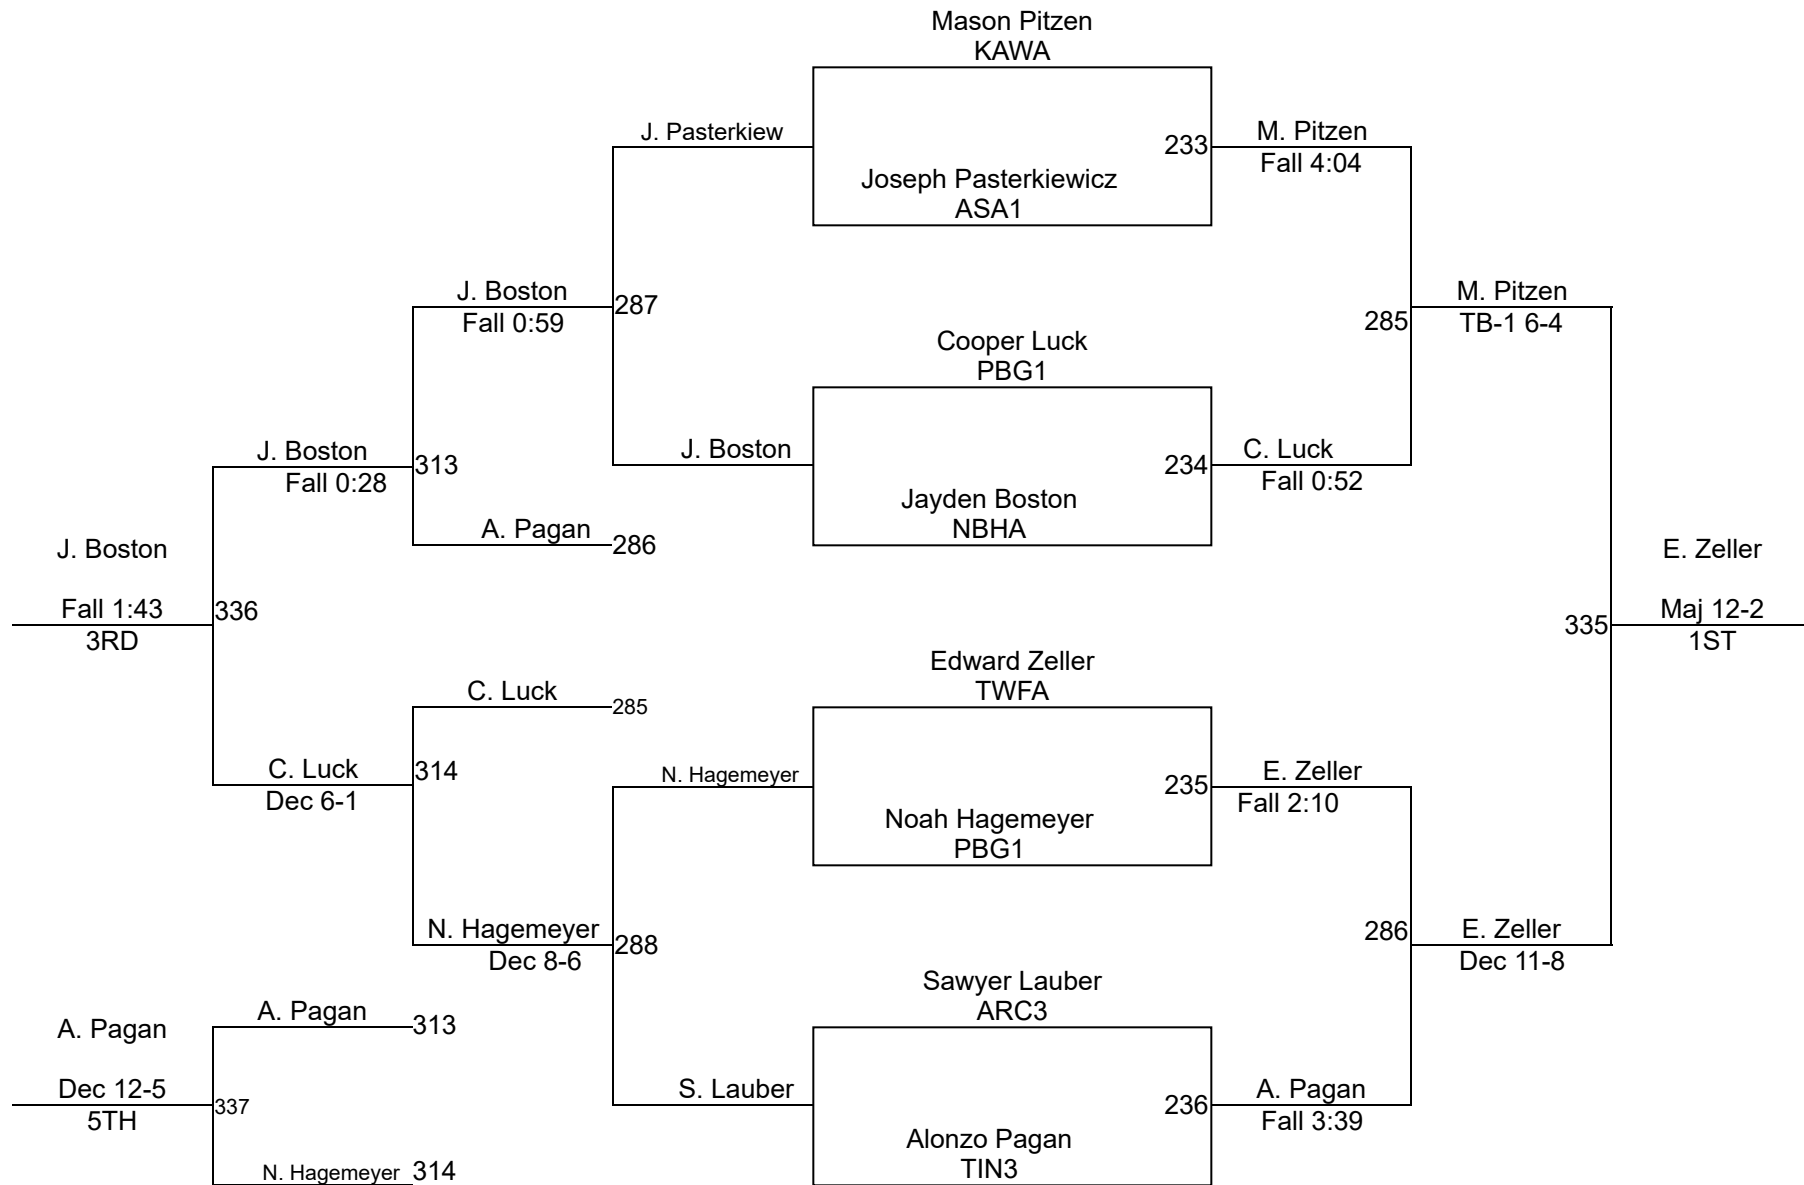 Mason Pitzen
KAWA
J. Pasterkiew
233
M. Pitzen
Fall 4:04
Joseph Pasterkiewicz
ASA1
J. Boston
Fall 0:59
287
M. Pitzen
TB-1 6-4
285
Cooper Luck
PBG1
J. Boston
Fall 0:28
313
J. Boston
234
C. Luck
Fall 0:52
Jayden Boston
NBHA
A. Pagan
286
J. Boston
Fall 1:43
3RD
336
E. Zeller
Maj 12-2
1ST
335
Edward Zeller
TWFA
C. Luck
285
C. Luck
Dec 6-1
314
N. Hagemeyer
235
E. Zeller
Fall 2:10
Noah Hagemeyer
PBG1
N. Hagemeyer
Dec 8-6
288
286
E. Zeller
Dec 11-8
Sawyer Lauber
ARC3
A. Pagan
313
A. Pagan
Dec 12-5
5TH
337
S. Lauber
236
A. Pagan
Fall 3:39
Alonzo Pagan
TIN3
N. Hagemeyer
314